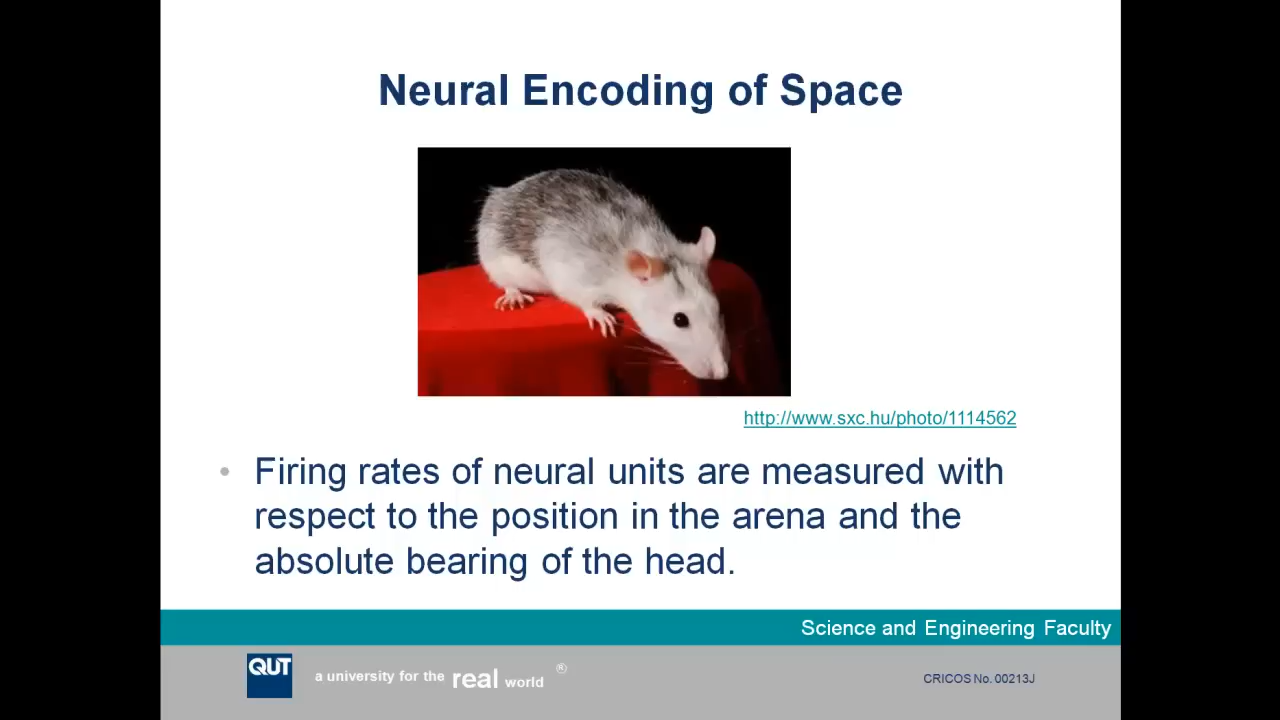 Neural Encoding of Space
http://www.sxc.hu/photo/1114562
• Firing rates of neural units are measured with
respect to the position in the arena and the
absolute bearing of the head.
Science and Engineering Faculty
QUT
a university for the real world ®
CRICOS No. 00213J